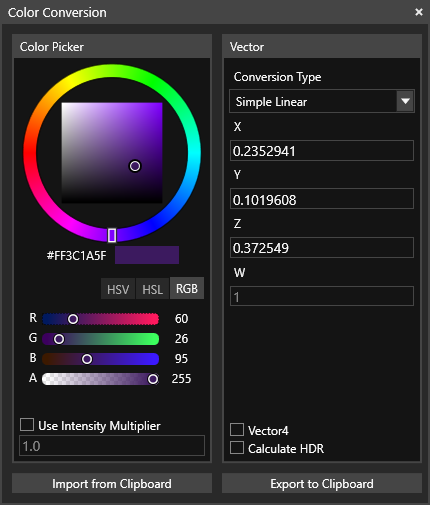 Color Conversion
Color Picker
#FF3C1A5F
HSV HSL RGB
R 60
G 26
B 95
A 255
Use Intensity Multiplier
1.0
Import from Clipboard
Vector
Conversion Type
Simple Linear
X
0.2352941
Y
0.1019608
Z
0.372549
W
1
Vector4
Calculate HDR
Export to Clipboard